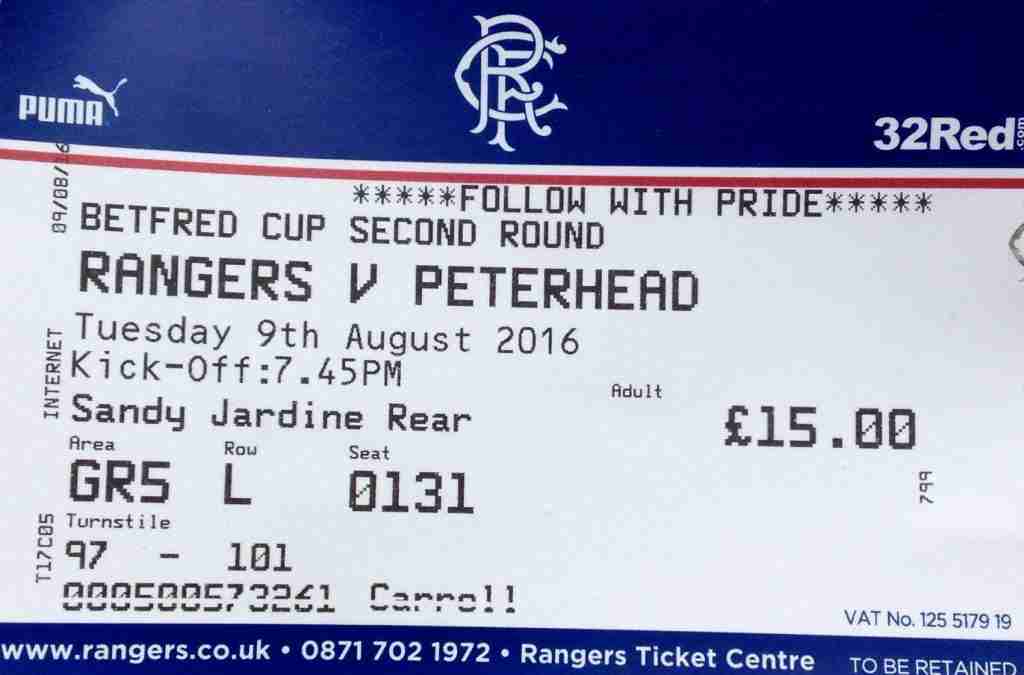 PUMA
32Red.com
*****FOLLOW WITH PRIDE*****
09/08/16
BETFRED CUP SECOND ROUND
RANGERS V PETERHEAD
Tuesday 9th August 2016
Kick-Off:7.45PM
INTERNET
Adult
Sandy Jardine Rear
£15.00
Area Row Seat
GR5 L 0131
799
Turnstile
T17C05
97 - 101
000500573261 Carroll
VAT No. 125 5179 19
www.rangers.co.uk • 0871 702 1972 • Rangers Ticket Centre TO BE RETAINED